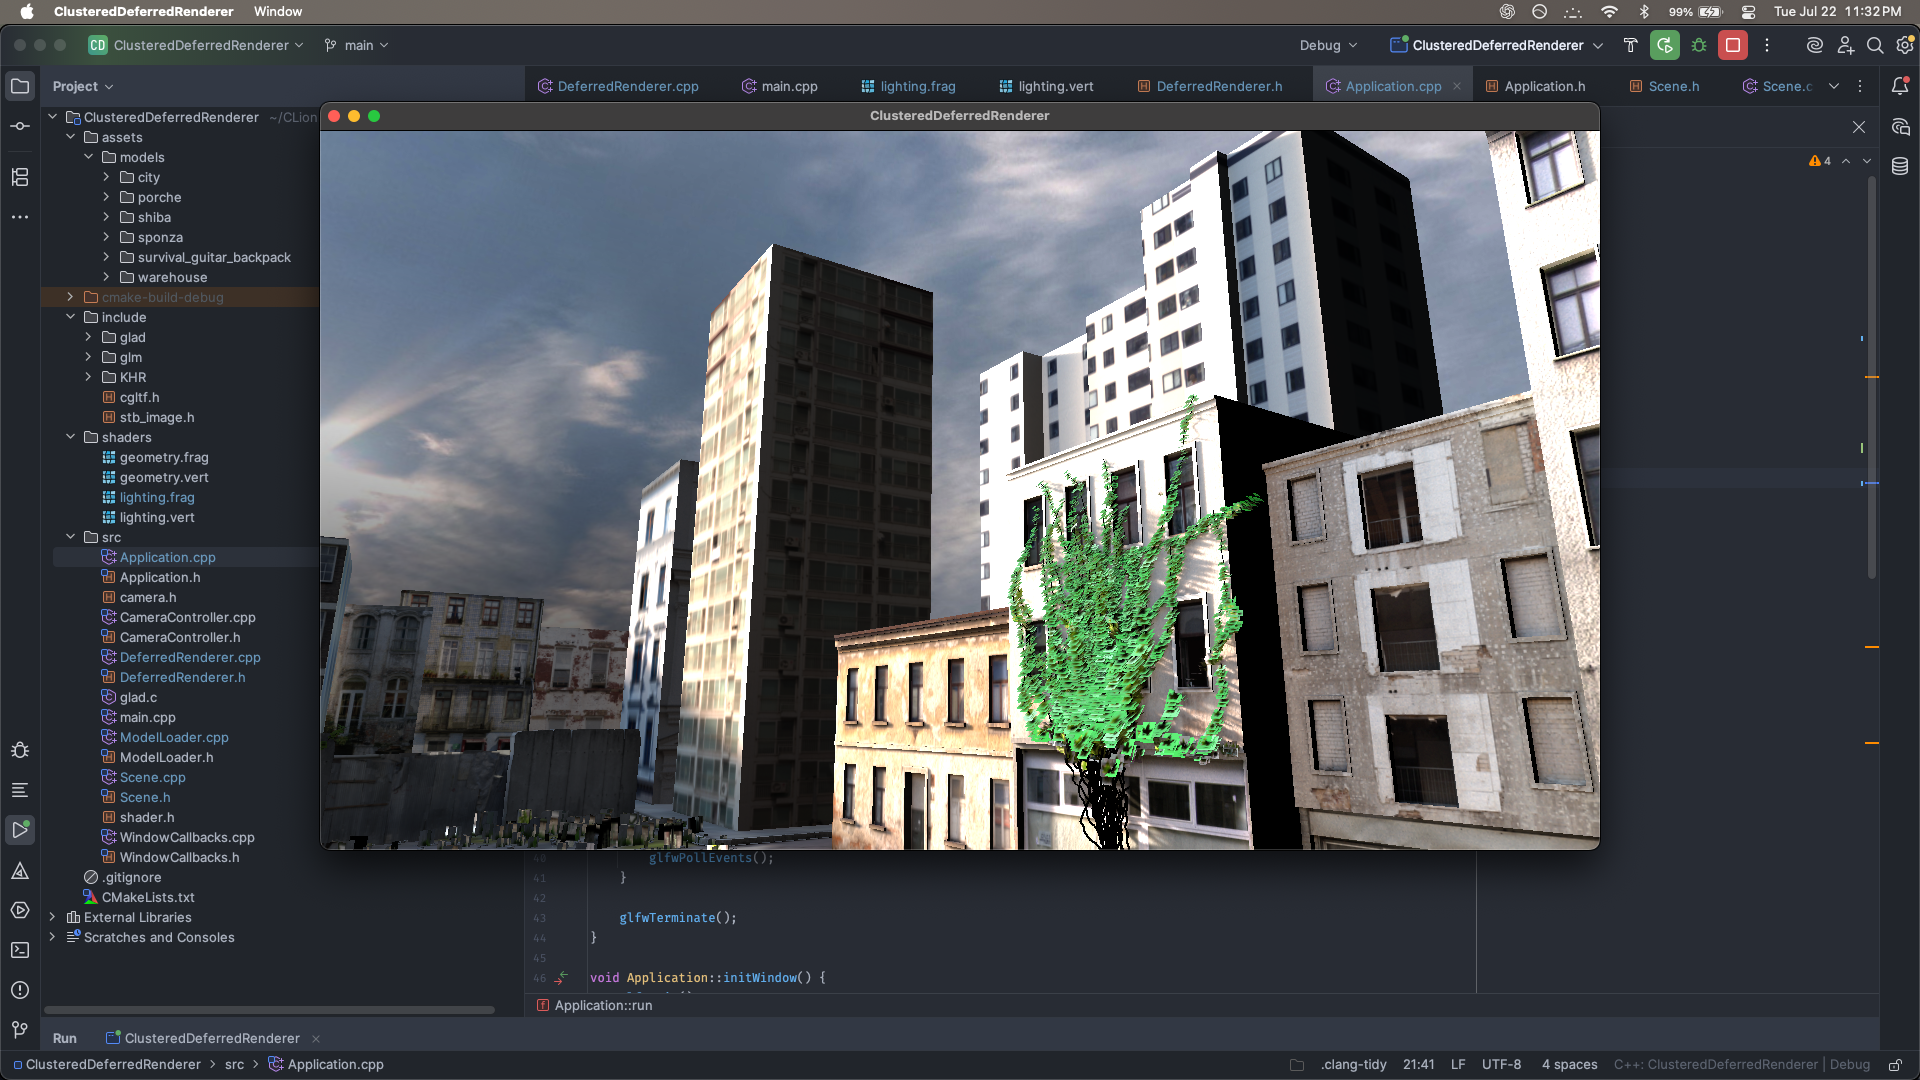 ClusteredDeferredRenderer Window
99% Tue Jul 22 11:32 PM
CD ClusteredDeferredRenderer main
Debug ClusteredDeferredRenderer
Project
DeferredRenderer.cpp main.cpp lighting.frag lighting.vert DeferredRenderer.h Application.cpp Application.h Scene.h Scene.c
ClusteredDeferredRenderer
4
ClusteredDeferredRenderer ~/CLion
assets
models
city
porche
shiba
sponza
survival_guitar_backpack
warehouse
cmake-build-debug
include
glad
glm
KHR
cgltf.h
stb_image.h
shaders
geometry.frag
geometry.vert
lighting.frag
lighting.vert
src
Application.cpp
Application.h
camera.h
CameraController.cpp
CameraController.h
DeferredRenderer.cpp
DeferredRenderer.h
glad.c
main.cpp
ModelLoader.cpp
ModelLoader.h
Scene.cpp
Scene.h
shader.h
WindowCallbacks.cpp
WindowCallbacks.h
.gitignore
CMakeLists.txt
External Libraries
Scratches and Consoles
40 glfwPollEvents();
41 }
42
43 glfwTerminate();
44 }
45
46 void Application::initWindow() {
Application::run
Run ClusteredDeferredRenderer
ClusteredDeferredRenderer src Application.cpp
.clang-tidy 21:41 LF UTF-8 4 spaces C++: ClusteredDeferredRenderer | Debug